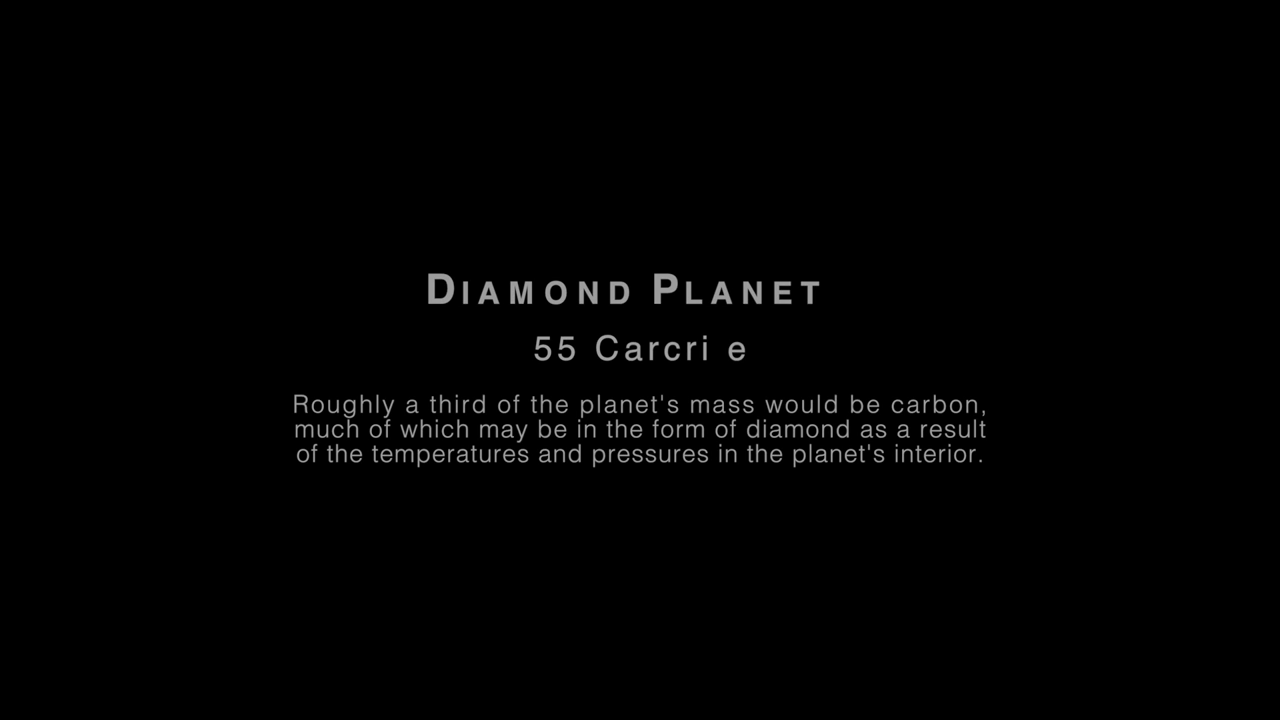 DIAMOND PLANET
55 Carcri e
Roughly a third of the planet's mass would be carbon,
much of which may be in the form of diamond as a result
of the temperatures and pressures in the planet's interior.